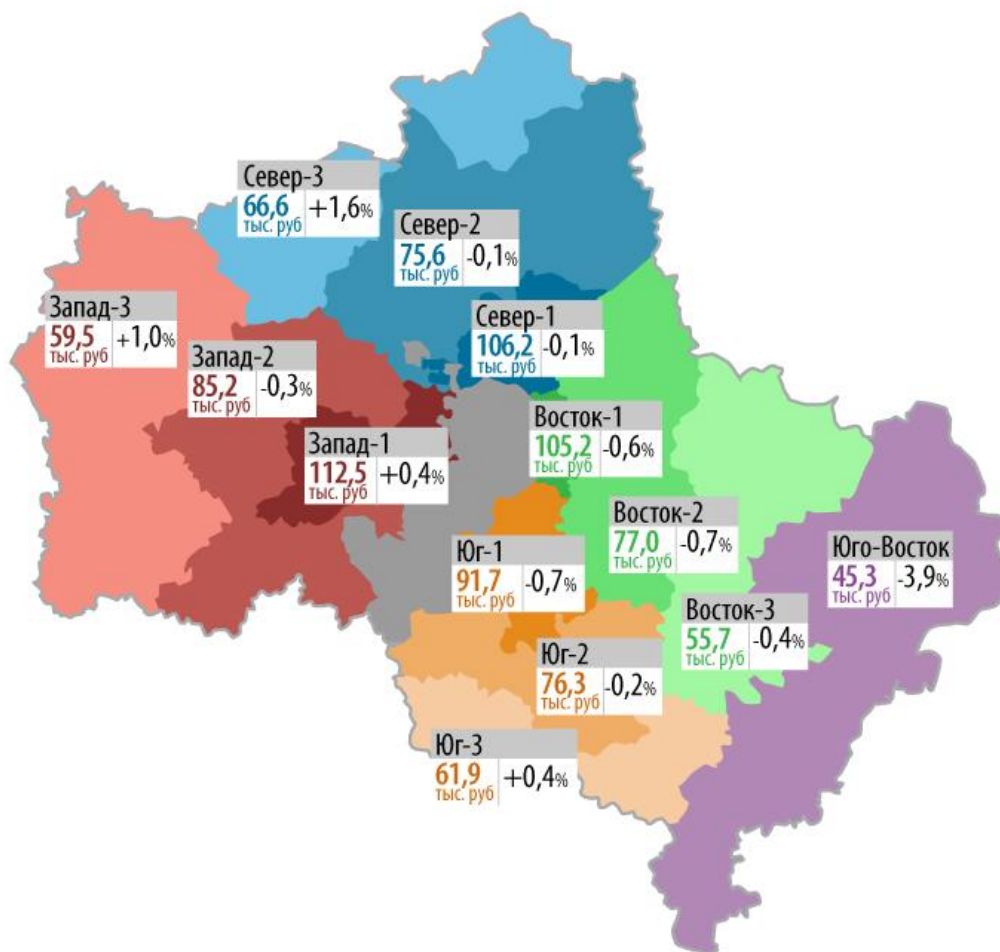 Север-3
66,6 +1,6%
тыс. руб
Север-2
75,6 -0,1%
тыс. руб
Север-1
106,2 -0,1%
тыс. руб
Запад-3
59,5 +1,0%
тыс. руб
Запад-2
85,2 -0,3%
тыс. руб
Запад-1
112,5 +0,4%
тыс. руб
Восток-1
105,2 -0,6%
тыс. руб
Восток-2
77,0 -0,7%
тыс. руб
Юго-Восток
45,3 -3,9%
тыс. руб
Юг-1
91,7 -0,7%
тыс. руб
Восток-3
55,7 -0,4%
тыс. руб
Юг-2
76,3 -0,2%
тыс. руб
Юг-3
61,9 +0,4%
тыс. руб